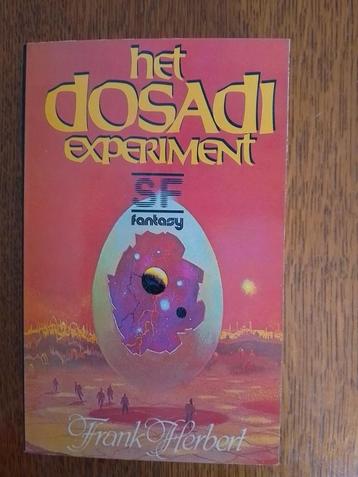 het
dosadi
experiment
SF
fantasy
Frank Herbert